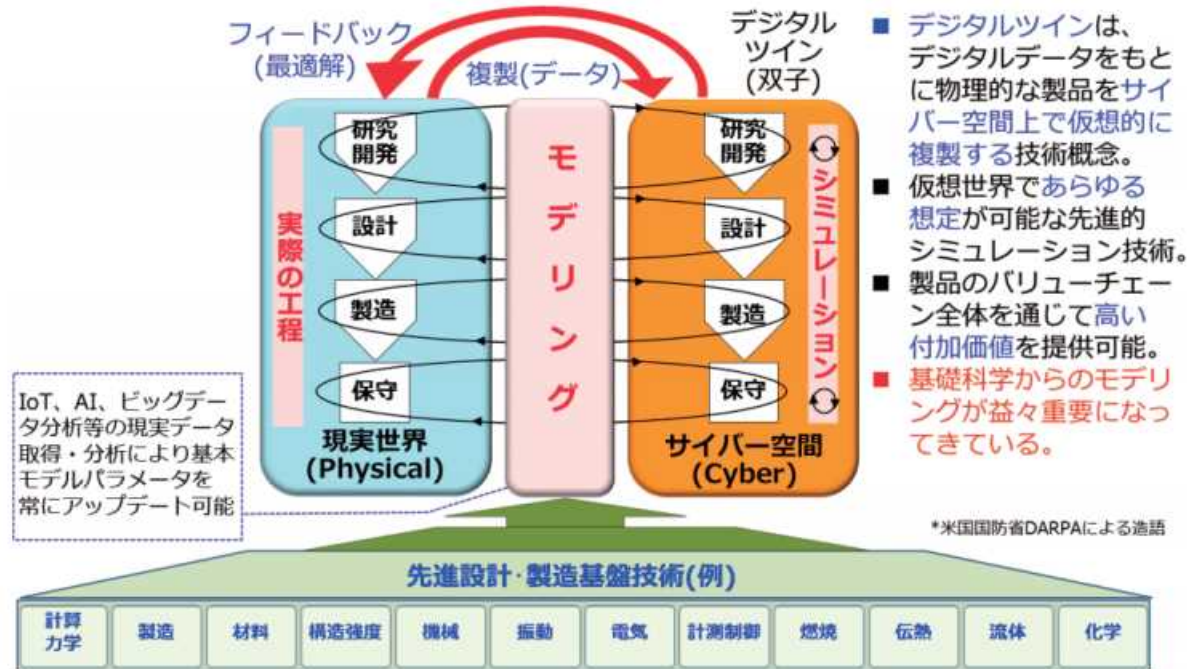 フィードバック
(最適解)
複製(データ)
デジタル
ツイン
(双子)
実際の工程
研究
開発
設計
製造
保守
現実世界
(Physical)
モデリング
研究
開発
設計
製造
保守
シミュレーション
サイバー空間
(Cyber)
■ デジタルツインは、
デジタルデータをもと
に物理的な製品をサイ
バー空間上で仮想的に
複製する技術概念。
■ 仮想世界であらゆる
想定が可能な先進的
シミュレーション技術。
■ 製品のバリューチェー
ン全体を通じて高い
付加価値を提供可能。
■ 基礎科学からのモデリ
ングが益々重要になっ
てきている。
IoT、AI、ビッグデー
タ分析等の現実データ
取得・分析により基本
モデルパラメータを
常にアップデート可能
*米国国防省DARPAによる造語
先進設計・製造基盤技術(例)
計算
力学
製造
材料
構造強度
機械
振動
電気
計測制御
燃焼
伝熱
流体
化学